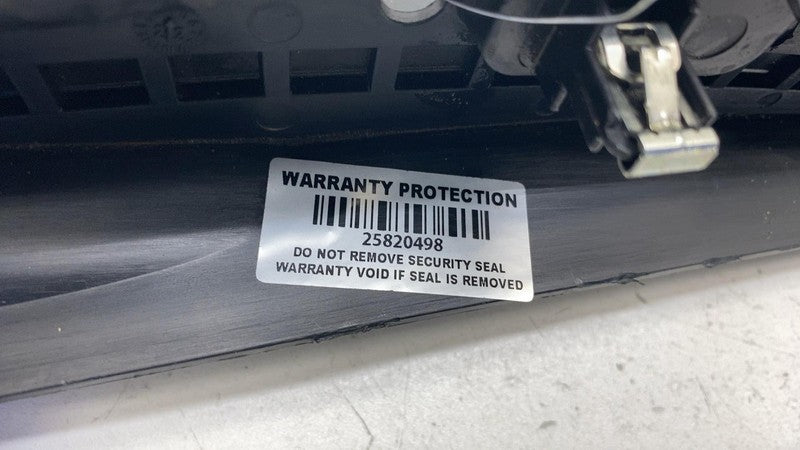 WARRANTY PROTECTION
25820498
DO NOT REMOVE SECURITY SEAL
WARRANTY VOID IF SEAL IS REMOVED